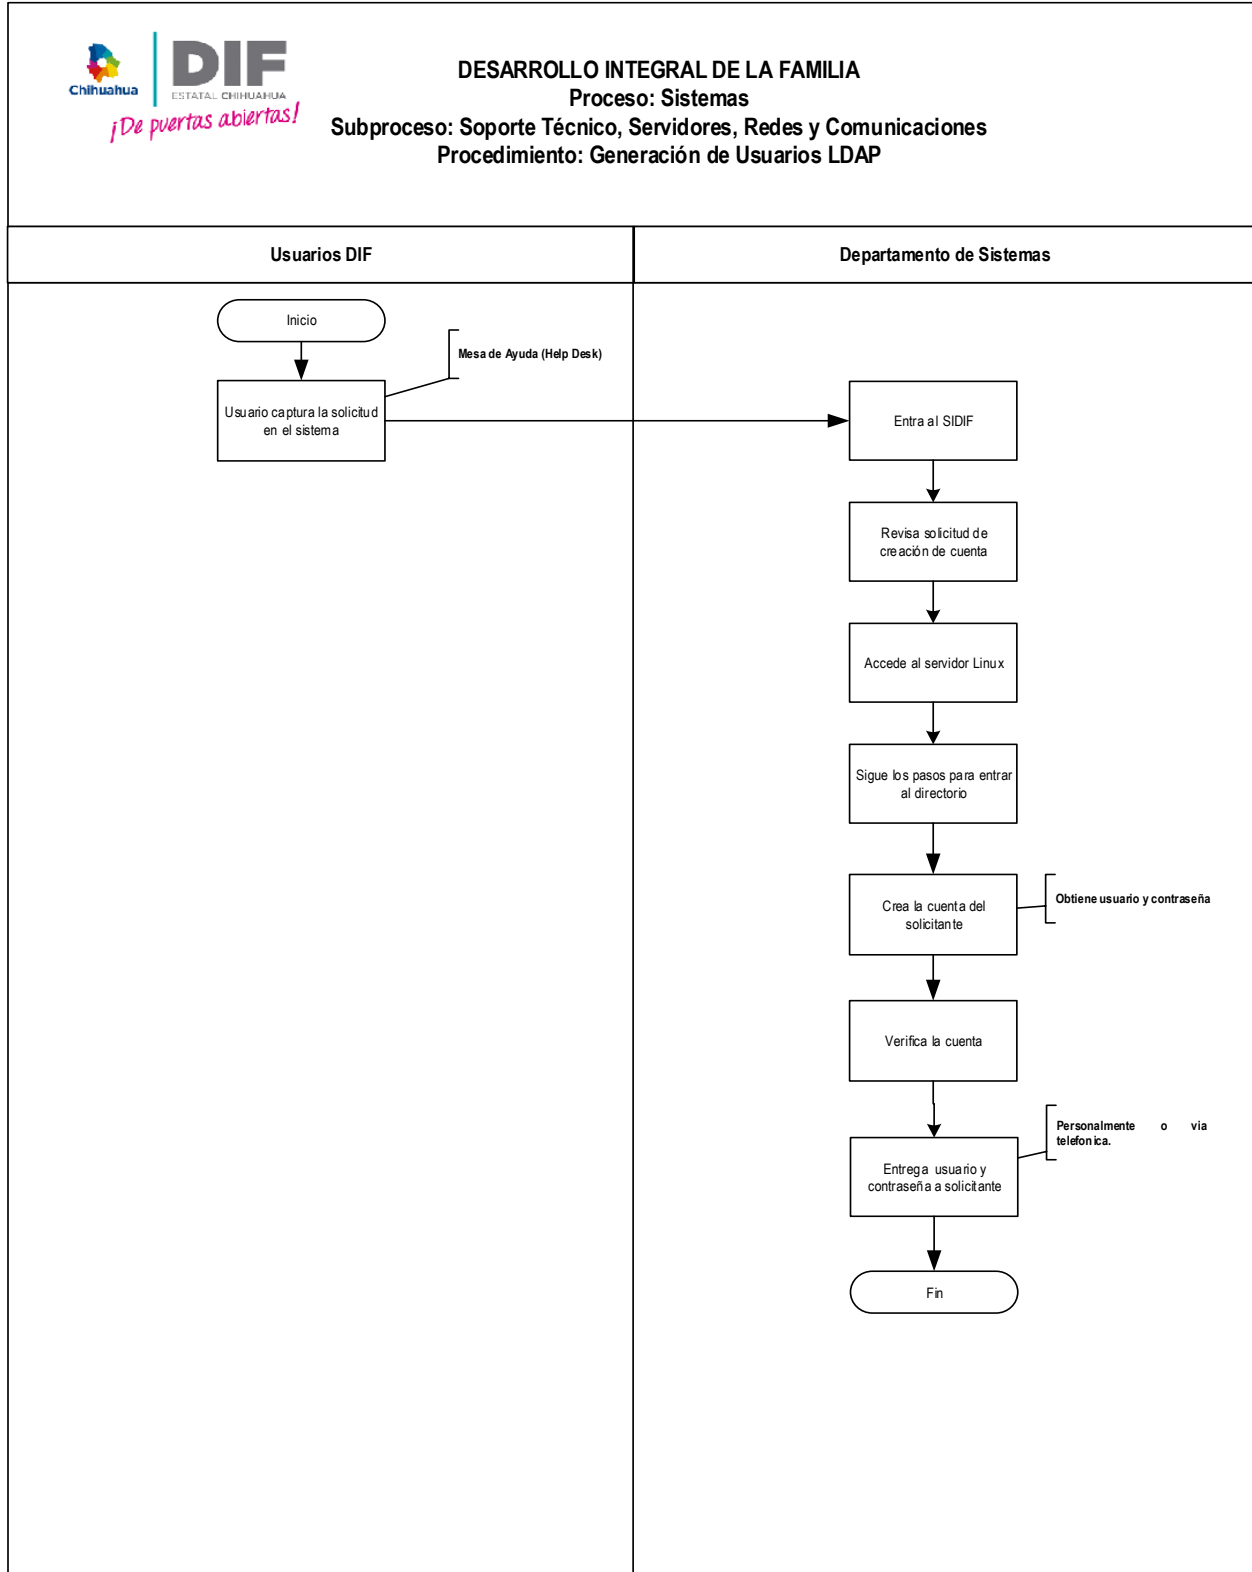 Chihuahua
DIF
ESTATAL CHIHUAHUA
¡De puertas abiertas!
DESARROLLO INTEGRAL DE LA FAMILIA
Proceso: Sistemas
Subproceso: Soporte Técnico, Servidores, Redes y Comunicaciones
Procedimiento: Generación de Usuarios LDAP
Usuarios DIF
Departamento de Sistemas
Inicio
Mesa de Ayuda (Help Desk)
Usuario captura la solicitud
en el sistema
Entra al SIDIF
Revisa solicitud de
creación de cuenta
Accede al servidor Linux
Sigue los pasos para entrar
al directorio
Crea la cuenta del
solicitante
Obtiene usuario y contraseña
Verifica la cuenta
Personalmente o via
telefonica.
Entrega usuario y
contraseña a solicitante
Fin